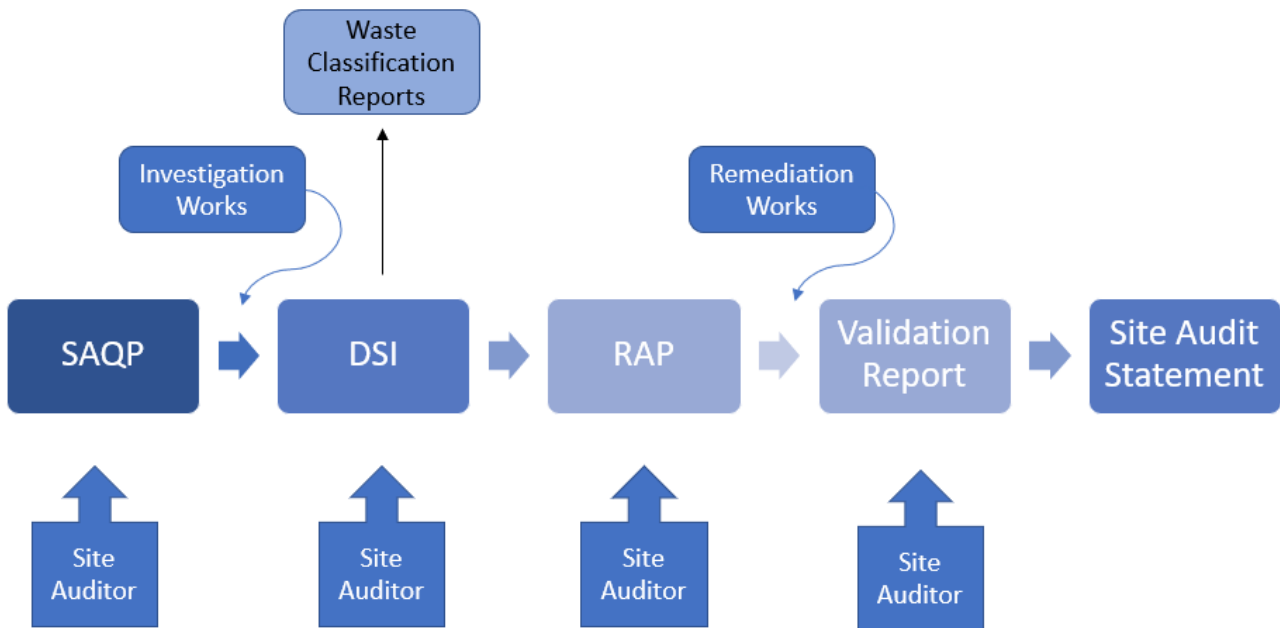 Waste
Classification
Reports
Investigation
Works
Remediation
Works
SAQP
DSI
RAP
Validation
Report
Site Audit
Statement
Site
Auditor
Site
Auditor
Site
Auditor
Site
Auditor